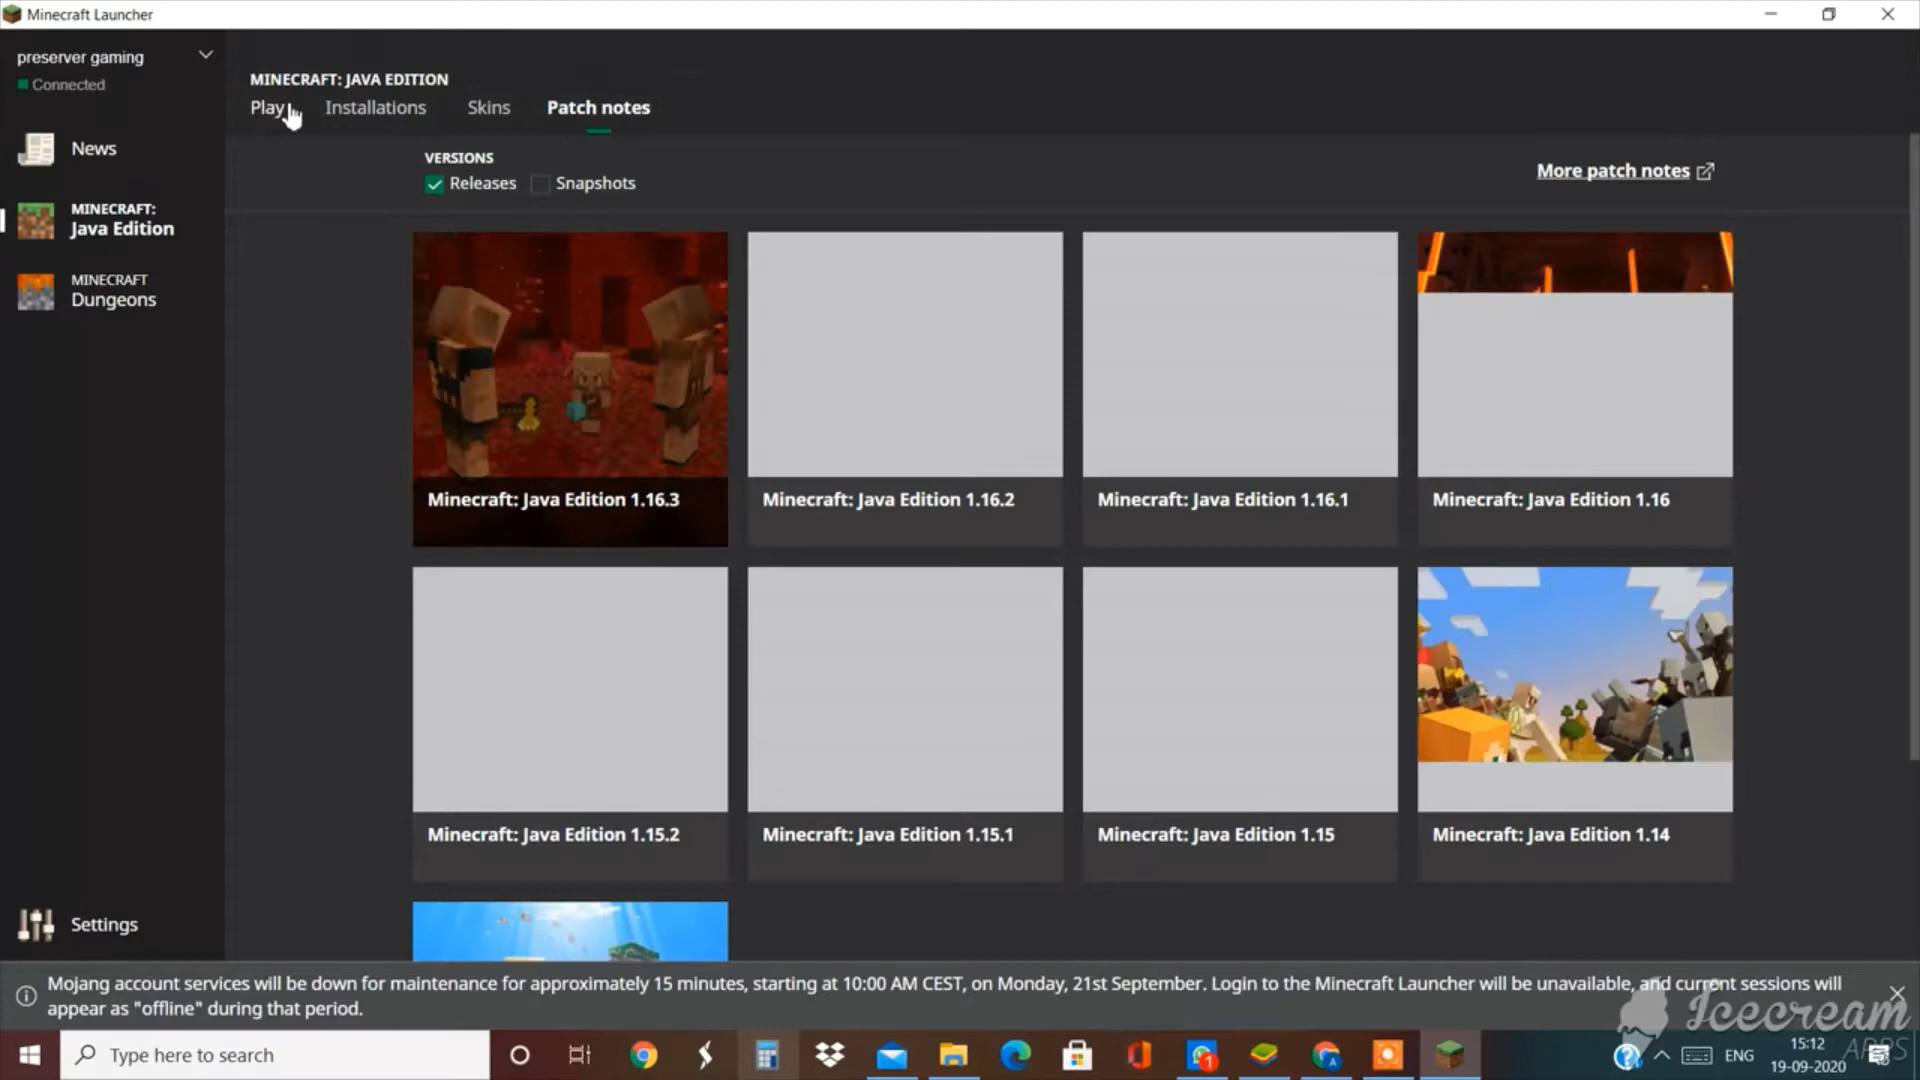 Minecraft Launcher
preserver gaming
Connected
News
MINECRAFT:
Java Edition
MINECRAFT
Dungeons
Settings
MINECRAFT: JAVA EDITION
Play
Installations
Skins
Patch notes
VERSIONS
Releases
Snapshots
More patch notes
Minecraft: Java Edition 1.16.3
Minecraft: Java Edition 1.16.2
Minecraft: Java Edition 1.16.1
Minecraft: Java Edition 1.16
Minecraft: Java Edition 1.15.2
Minecraft: Java Edition 1.15.1
Minecraft: Java Edition 1.15
Minecraft: Java Edition 1.14
Mojang account services will be down for maintenance for approximately 15 minutes, starting at 10:00 AM CEST, on Monday, 21st September. Login to the Minecraft Launcher will be unavailable, and current sessions will
appear as "offline" during that period.
Icecream
APPS
Type here to search
1
A
ENG
15:12
19-09-2020